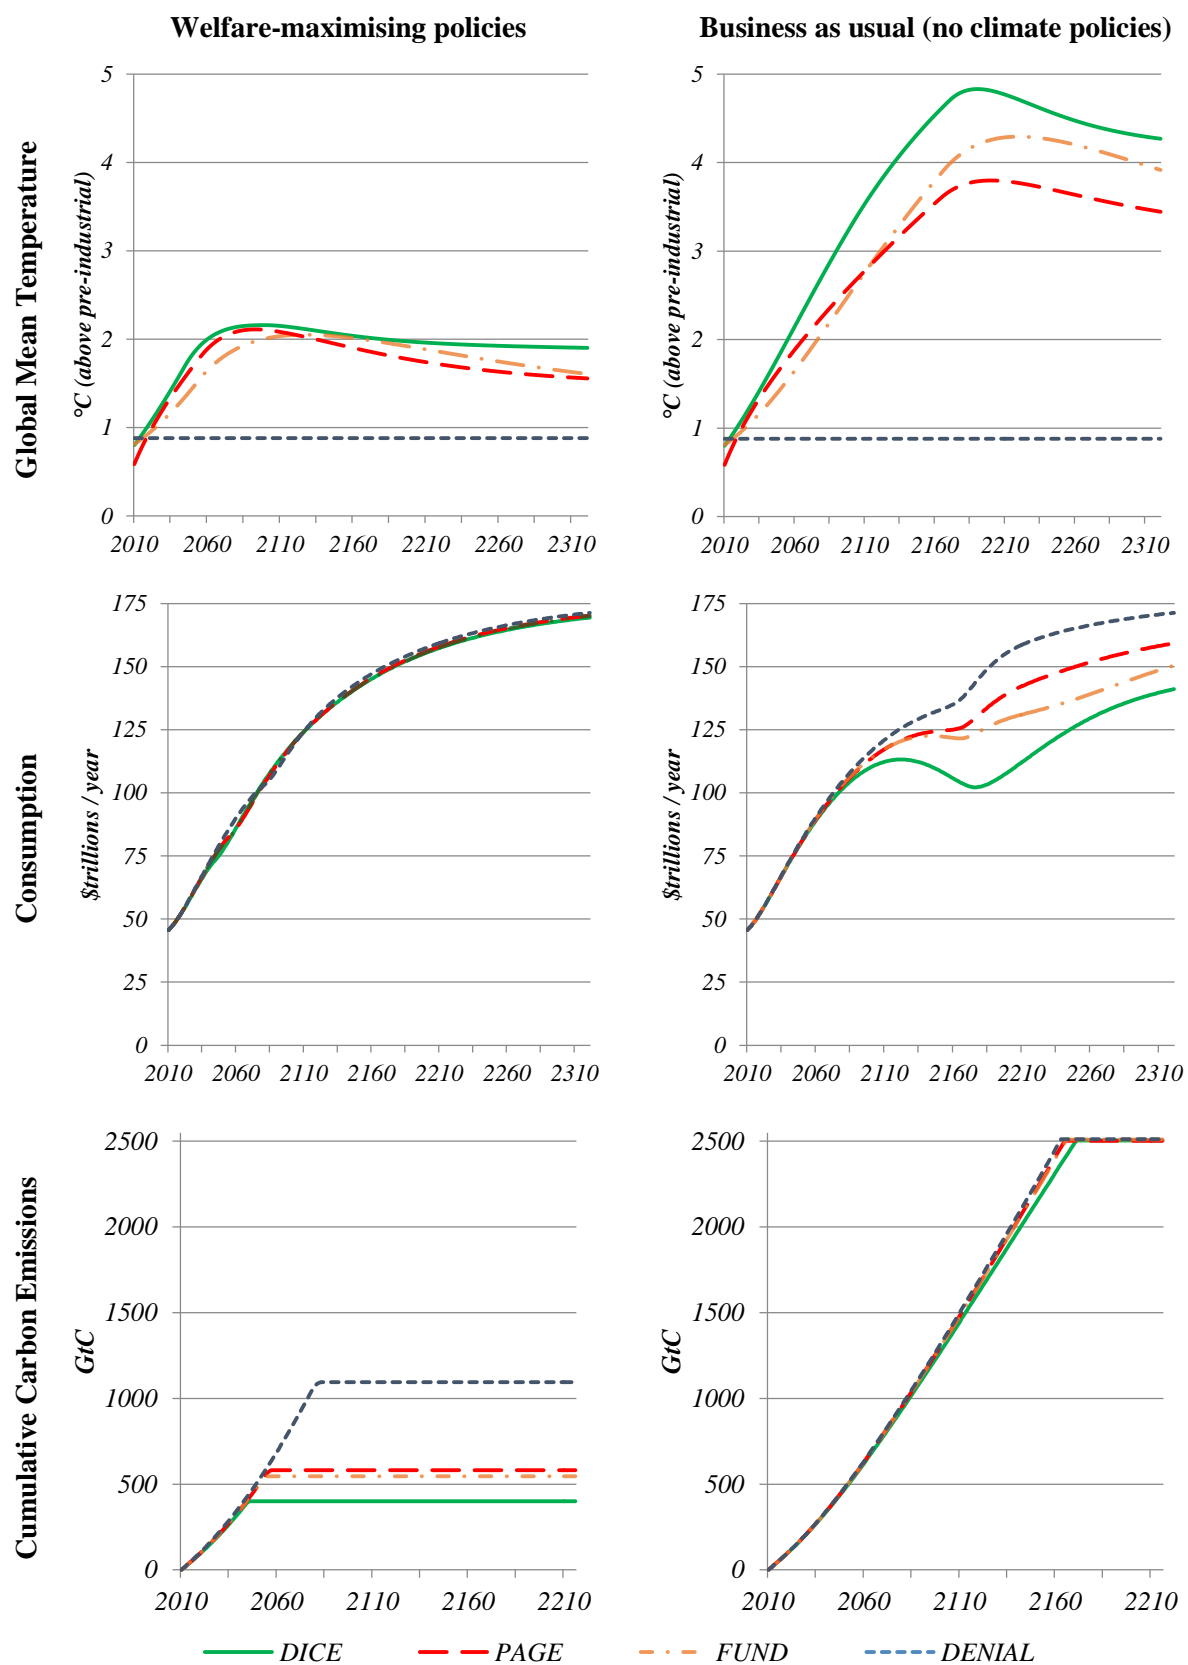 Welfare-maximising policies
Business as usual (no climate policies)
Global Mean Temperature
°C (above pre-industrial)
5
4
3
2
1
0
2010 2060 2110 2160 2210 2260 2310
°C (above pre-industrial)
5
4
3
2
1
0
2010 2060 2110 2160 2210 2260 2310
Consumption
$trillions / year
175
150
125
100
75
50
25
0
2010 2060 2110 2160 2210 2260 2310
$trillions / year
175
150
125
100
75
50
25
0
2010 2060 2110 2160 2210 2260 2310
Cumulative Carbon Emissions
GtC
2500
2000
1500
1000
500
0
2010 2060 2110 2160 2210
GtC
2500
2000
1500
1000
500
0
2010 2060 2110 2160 2210
DICE PAGE FUND DENIAL